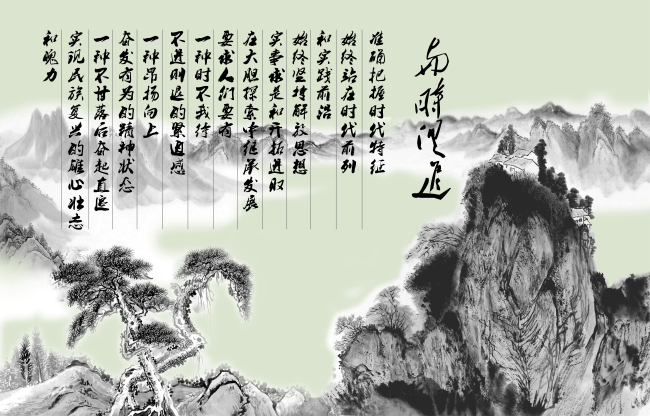 与时俱进
准确把握时代特征
始终站在时代前列
和实践前沿
始终坚持解放思想
实事求是和开拓进取
在大胆探索中继承发展
要求人们要有
一种时不我待
不进则退的紧迫感
一种昂扬向上
奋发有为的精神状态
一种不甘落后奋起直追
实现民族复兴的雄心壮志
和魄力